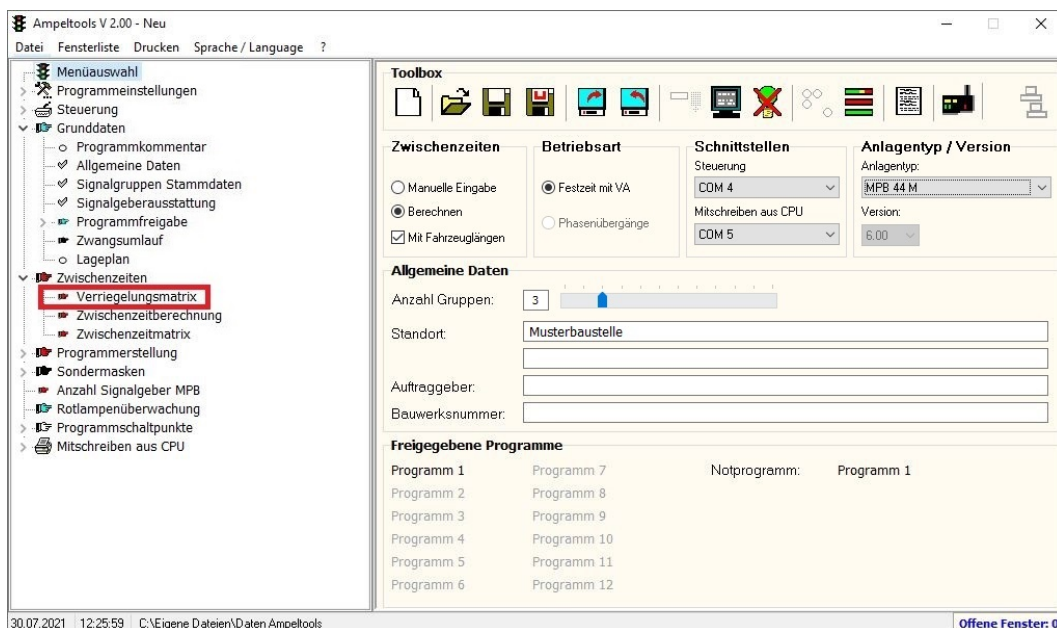 Ampeltools V 2.00 - Neu
Datei Fensterliste Drucken Sprache / Language ?
Menüauswahl
Programmeinstellungen
Steuerung
Grunddaten
Programmkommentar
Allgemeine Daten
Signalgruppen Stammdaten
Signalgeberausstattung
Programmfreigabe
Zwangsumlauf
Lageplan
Zwischenzeiten
Verriegelungsmatrix
Zwischenzeitberechnung
Zwischenzeitmatrix
Programmerstellung
Sondermasken
Anzahl Signalgeber MPB
Rotlampenüberwachung
Programmschaltpunkte
Mitschreiben aus CPU
Toolbox
Zwischenzeiten
Manuelle Eingabe
Berechnen
Mit Fahrzeuglängen
Betriebsart
Festzeit mit VA
Phasenübergänge
Schnittstellen
Steuerung
COM 4
Mitschreiben aus CPU
COM 5
Anlagentyp / Version
Anlagentyp:
MPB 44 M
Version:
6.00
Allgemeine Daten
Anzahl Gruppen: 3
Standort: Musterbaustelle
Auftraggeber:
Bauwerksnummer:
Freigegebene Programme
Programm 1 Programm 7 Notprogramm: Programm 1
Programm 2 Programm 8
Programm 3 Programm 9
Programm 4 Programm 10
Programm 5 Programm 11
Programm 6 Programm 12
30.07.2021 12:25:59 C:\Eigene Dateien\Daten Ampeltools Offene Fenster: 0